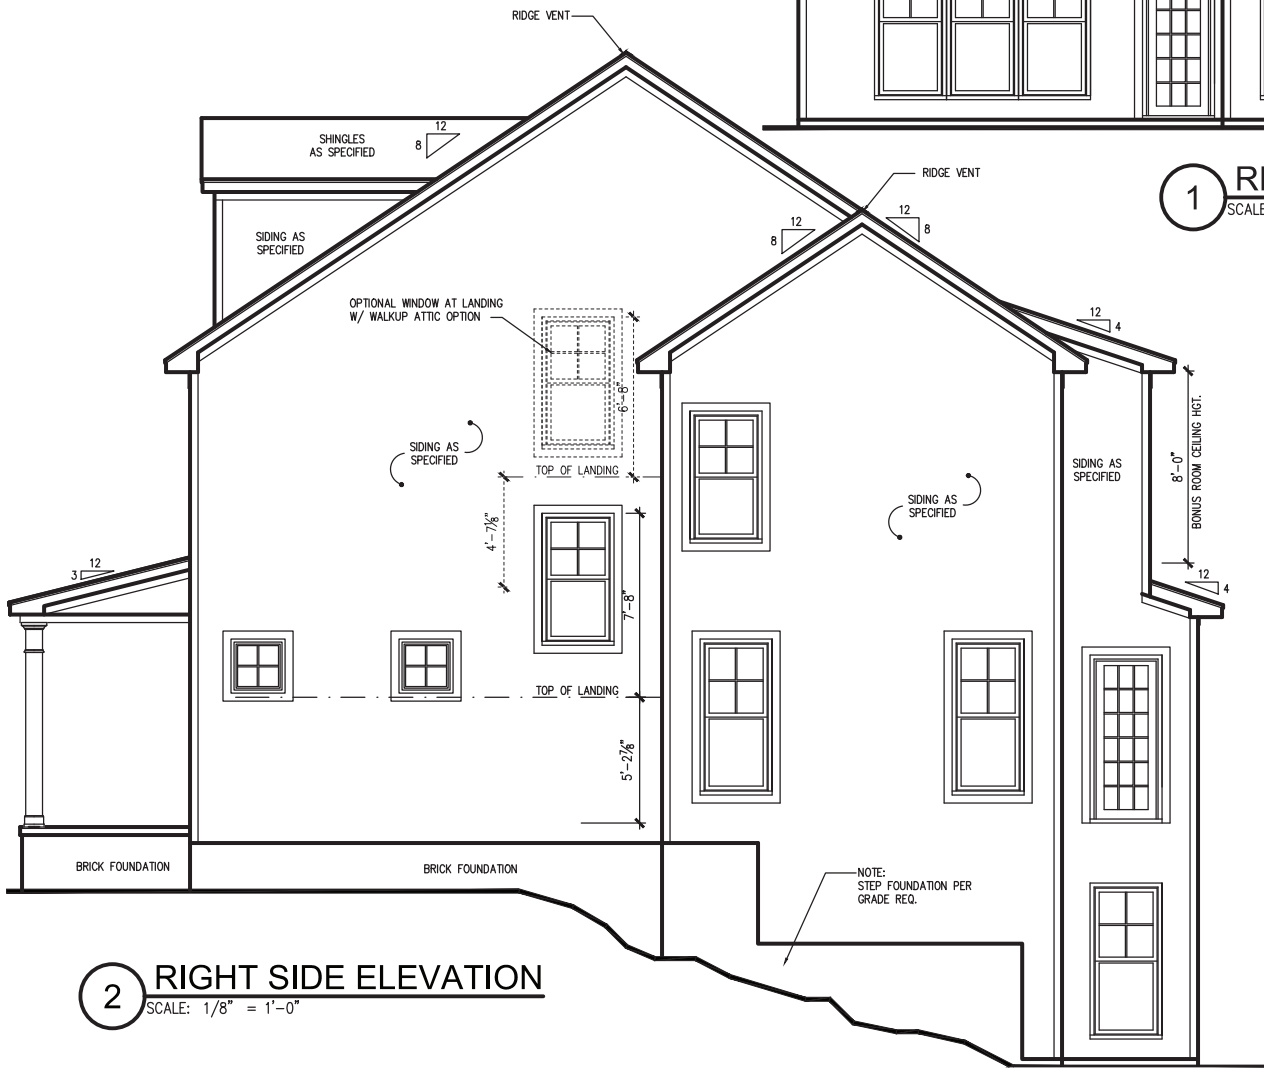 RIDGE VENT
12
8
SHINGLES
AS SPECIFIED
RIDGE VENT
1
RI
SCALE
12
8
12
8
SIDING AS
SPECIFIED
OPTIONAL WINDOW AT LANDING
W/ WALKUP ATTIC OPTION
12
4
6'-8"
SIDING AS
SPECIFIED
TOP OF LANDING
SIDING AS
SPECIFIED
SIDING AS
SPECIFIED
8'-0"
BONUS ROOM CEILING HGT.
4'-7⅛"
12
3
12
4
7'-8"
TOP OF LANDING
5'-2⅞"
BRICK FOUNDATION
BRICK FOUNDATION
NOTE:
STEP FOUNDATION PER
GRADE REQ.
2
RIGHT SIDE ELEVATION
SCALE: 1/8" = 1'-0"